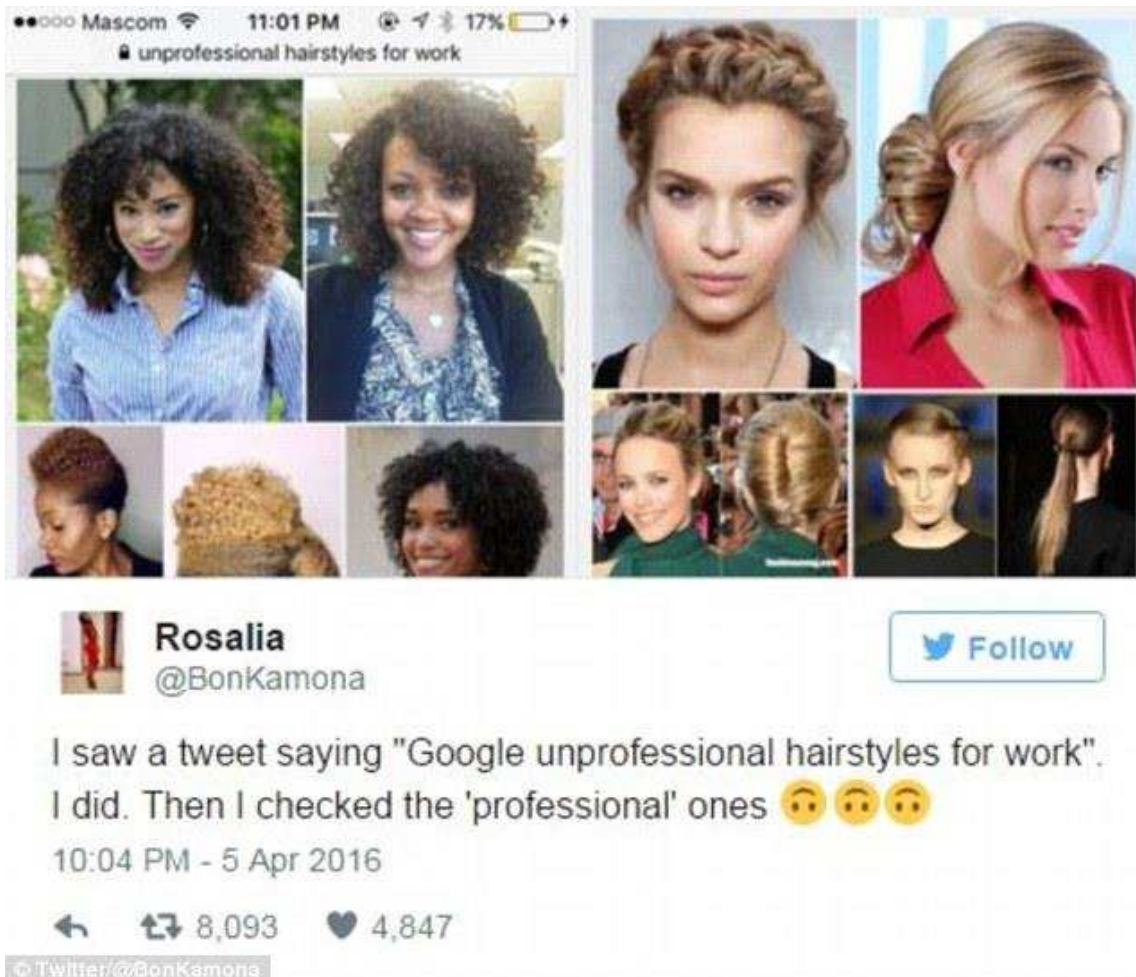 Mascom 11:01 PM 17%
unprofessional hairstyles for work
Rosalia
@BonKamona
Follow
I saw a tweet saying "Google unprofessional hairstyles for work".
I did. Then I checked the 'professional' ones 🙃🙃🙃
10:04 PM - 5 Apr 2016
8,093 4,847
© Twitter/@BonKamona